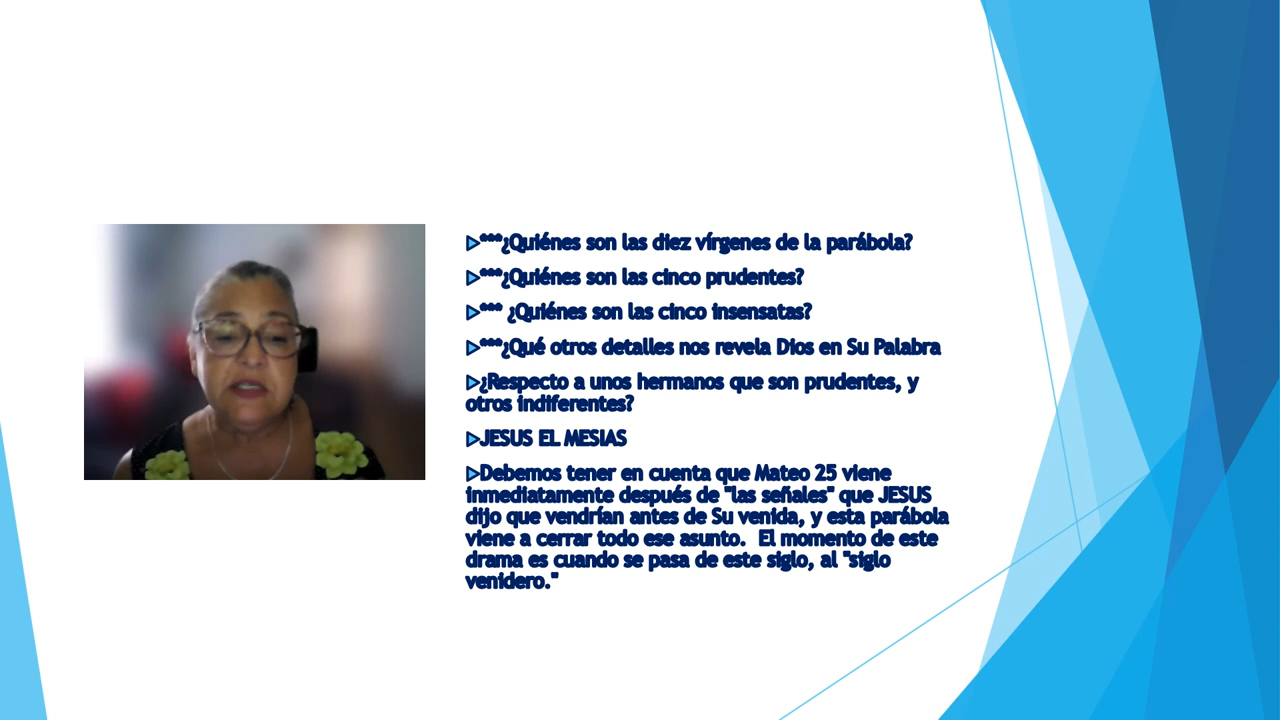 ***¿Quiénes son las diez vírgenes de la parábola?
***¿Quiénes son las cinco prudentes?
*** ¿Quiénes son las cinco insensatas?
***¿Qué otros detalles nos revela Dios en Su Palabra
¿Respecto a unos hermanos que son prudentes, y
otros indiferentes?
JESUS EL MESIAS
Debemos tener en cuenta que Mateo 25 viene
inmediatamente después de "las señales" que JESUS
dijo que vendrían antes de Su venida, y esta parábola
viene a cerrar todo ese asunto.  El momento de este
drama es cuando se pasa de este siglo, al "siglo
venidero."